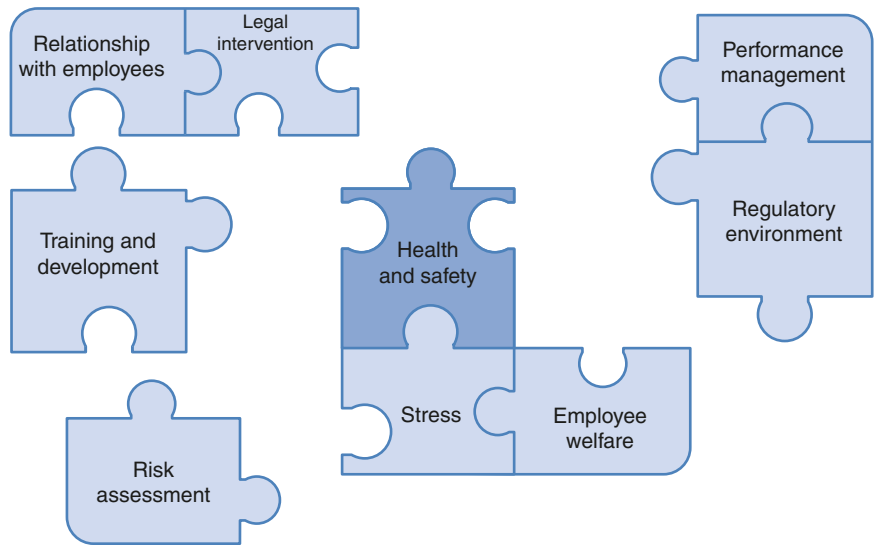 Relationship
with employees
Legal
intervention
Performance
management
Training and
development
Health
and safety
Regulatory
environment
Stress
Employee
welfare
Risk
assessment